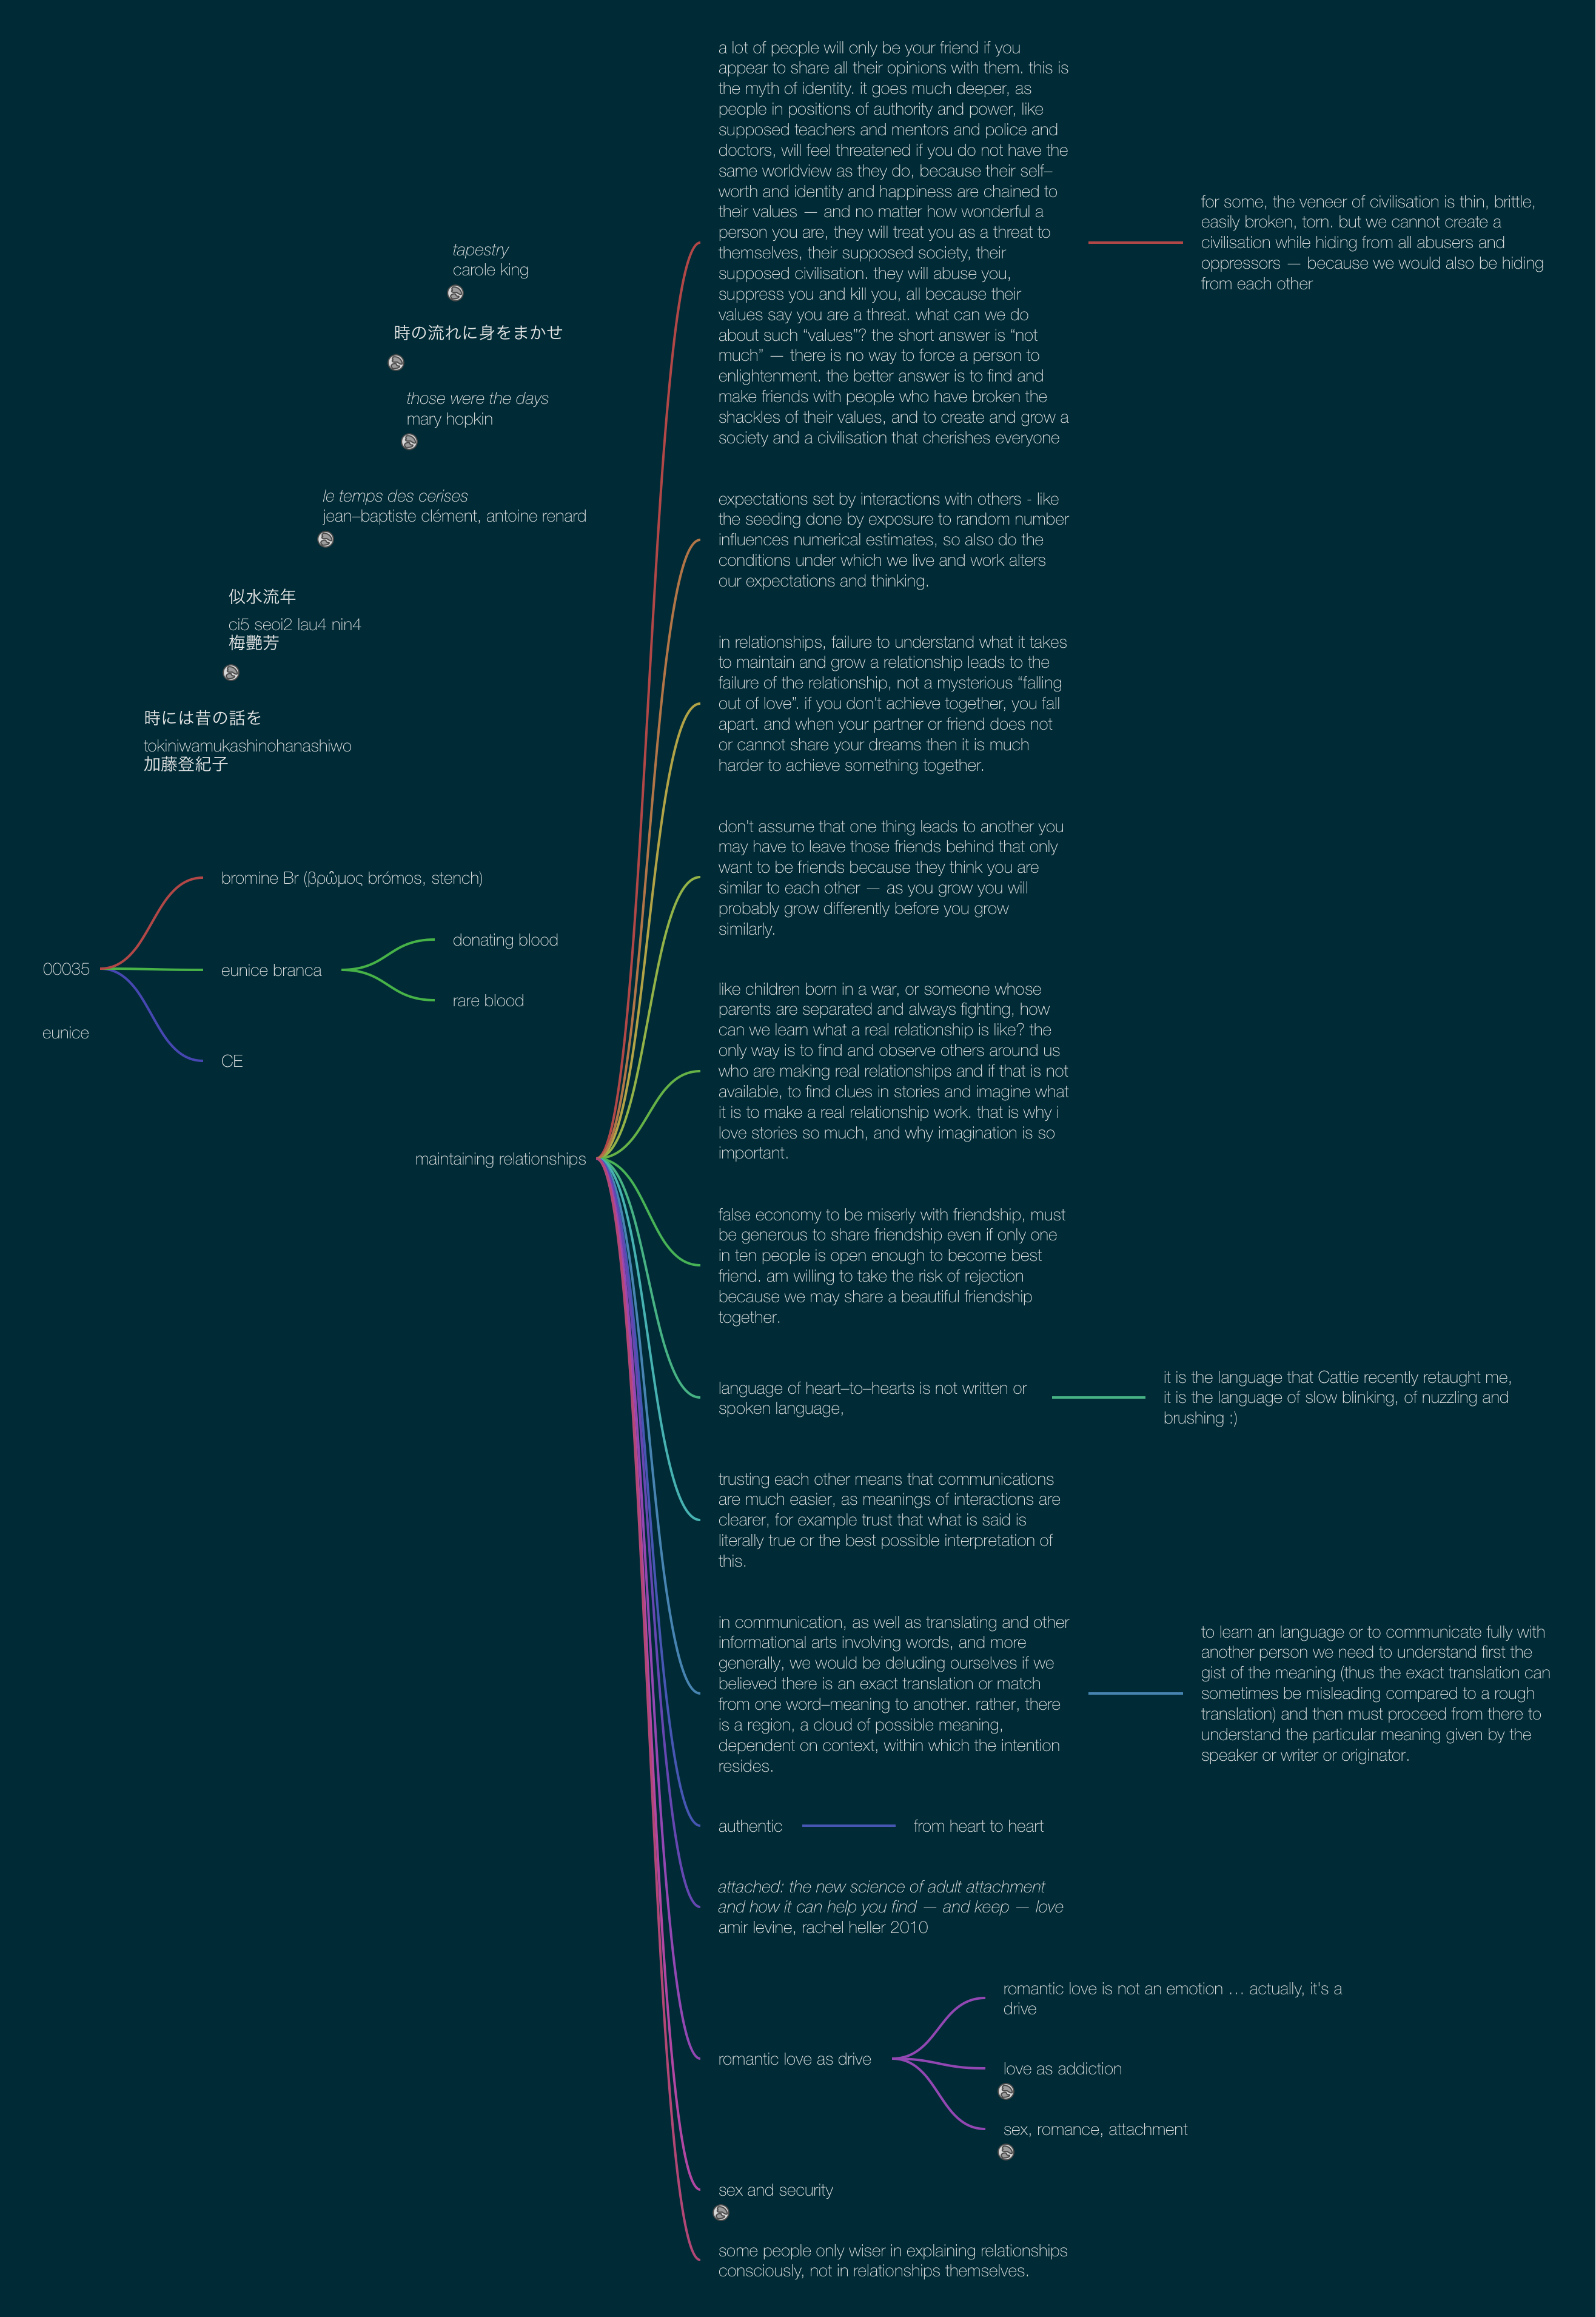 tapestry
carole king
時の流れに身をまかせ
those were the days
mary hopkin
le temps des cerises
jean–baptiste clément, antoine renard
似水流年
ci5 seoi2 lau4 nin4
梅艷芳
時には昔の話を
tokiniwamukashinohanashiwo
加藤登紀子
00035
eunice
bromine Br (βρῶμος brómos, stench)
eunice branca
donating blood
rare blood
CE
maintaining relationships
a lot of people will only be your friend if you
appear to share all their opinions with them. this is
the myth of identity. it goes much deeper, as
people in positions of authority and power, like
supposed teachers and mentors and police and
doctors, will feel threatened if you do not have the
same worldview as they do, because their self–
worth and identity and happiness are chained to
their values — and no matter how wonderful a
person you are, they will treat you as a threat to
themselves, their supposed society, their
supposed civilisation. they will abuse you,
suppress you and kill you, all because their
values say you are a threat. what can we do
about such “values”? the short answer is “not
much” — there is no way to force a person to
enlightenment. the better answer is to find and
make friends with people who have broken the
shackles of their values, and to create and grow a
society and a civilisation that cherishes everyone
for some, the veneer of civilisation is thin, brittle,
easily broken, torn. but we cannot create a
civilisation while hiding from all abusers and
oppressors — because we would also be hiding
from each other
expectations set by interactions with others - like
the seeding done by exposure to random number
influences numerical estimates, so also do the
conditions under which we live and work alters
our expectations and thinking.
in relationships, failure to understand what it takes
to maintain and grow a relationship leads to the
failure of the relationship, not a mysterious “falling
out of love”. if you don't achieve together, you fall
apart. and when your partner or friend does not
or cannot share your dreams then it is much
harder to achieve something together.
don't assume that one thing leads to another you
may have to leave those friends behind that only
want to be friends because they think you are
similar to each other — as you grow you will
probably grow differently before you grow
similarly.
like children born in a war, or someone whose
parents are separated and always fighting, how
can we learn what a real relationship is like? the
only way is to find and observe others around us
who are making real relationships and if that is not
available, to find clues in stories and imagine what
it is to make a real relationship work. that is why i
love stories so much, and why imagination is so
important.
false economy to be miserly with friendship, must
be generous to share friendship even if only one
in ten people is open enough to become best
friend. am willing to take the risk of rejection
because we may share a beautiful friendship
together.
language of heart–to–hearts is not written or
spoken language,
it is the language that Cattie recently retaught me,
it is the language of slow blinking, of nuzzling and
brushing :)
trusting each other means that communications
are much easier, as meanings of interactions are
clearer, for example trust that what is said is
literally true or the best possible interpretation of
this.
in communication, as well as translating and other
informational arts involving words, and more
generally, we would be deluding ourselves if we
believed there is an exact translation or match
from one word–meaning to another. rather, there
is a region, a cloud of possible meaning,
dependent on context, within which the intention
resides.
to learn an language or to communicate fully with
another person we need to understand first the
gist of the meaning (thus the exact translation can
sometimes be misleading compared to a rough
translation) and then must proceed from there to
understand the particular meaning given by the
speaker or writer or originator.
authentic
from heart to heart
attached: the new science of adult attachment
and how it can help you find — and keep — love
amir levine, rachel heller 2010
romantic love as drive
romantic love is not an emotion … actually, it's a
drive
love as addiction
sex, romance, attachment
sex and security
some people only wiser in explaining relationships
consciously, not in relationships themselves.